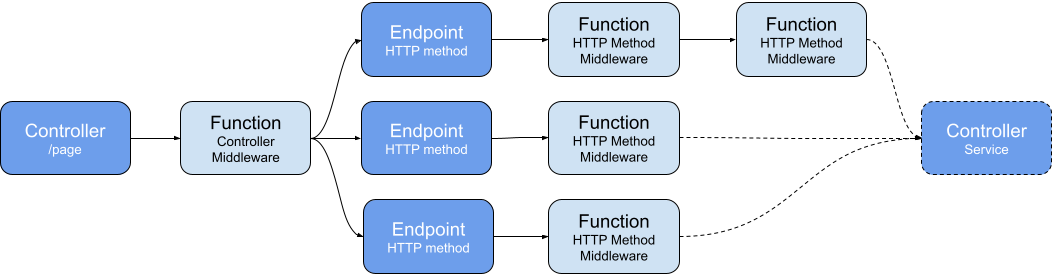 Controller
/page
Function
Controller
Middleware
Endpoint
HTTP method
Function
HTTP Method
Middleware
Function
HTTP Method
Middleware
Endpoint
HTTP method
Function
HTTP Method
Middleware
Endpoint
HTTP method
Function
HTTP Method
Middleware
Controller
Service